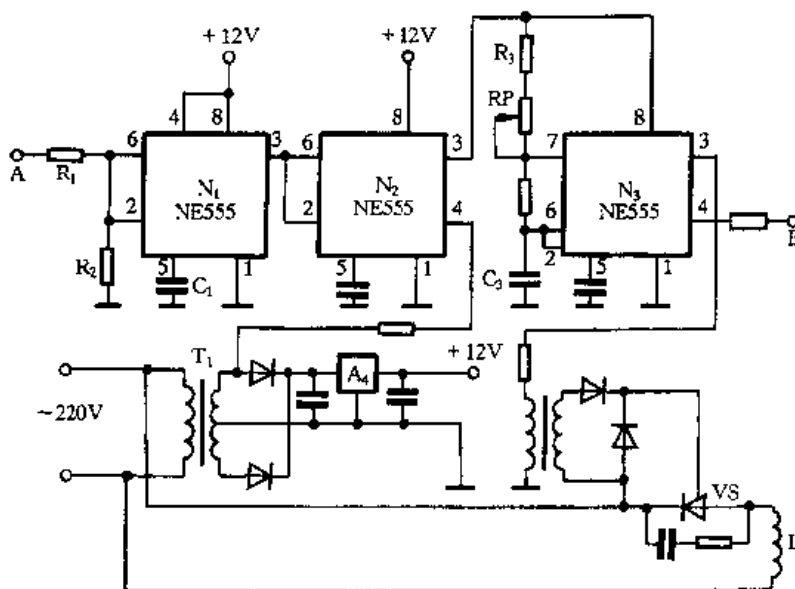 +12V
+12V
R₃
RP
4 8
8
8
6 3
6 3
7 3
A R₁
N₁
NE555
N₂
NE555
N₃
NE555
2
2 4
6 4
2
R₂
5 C₁ 1
5 1
C₃ 5 1
T₁
+12V
A₄
~220V
VS
L